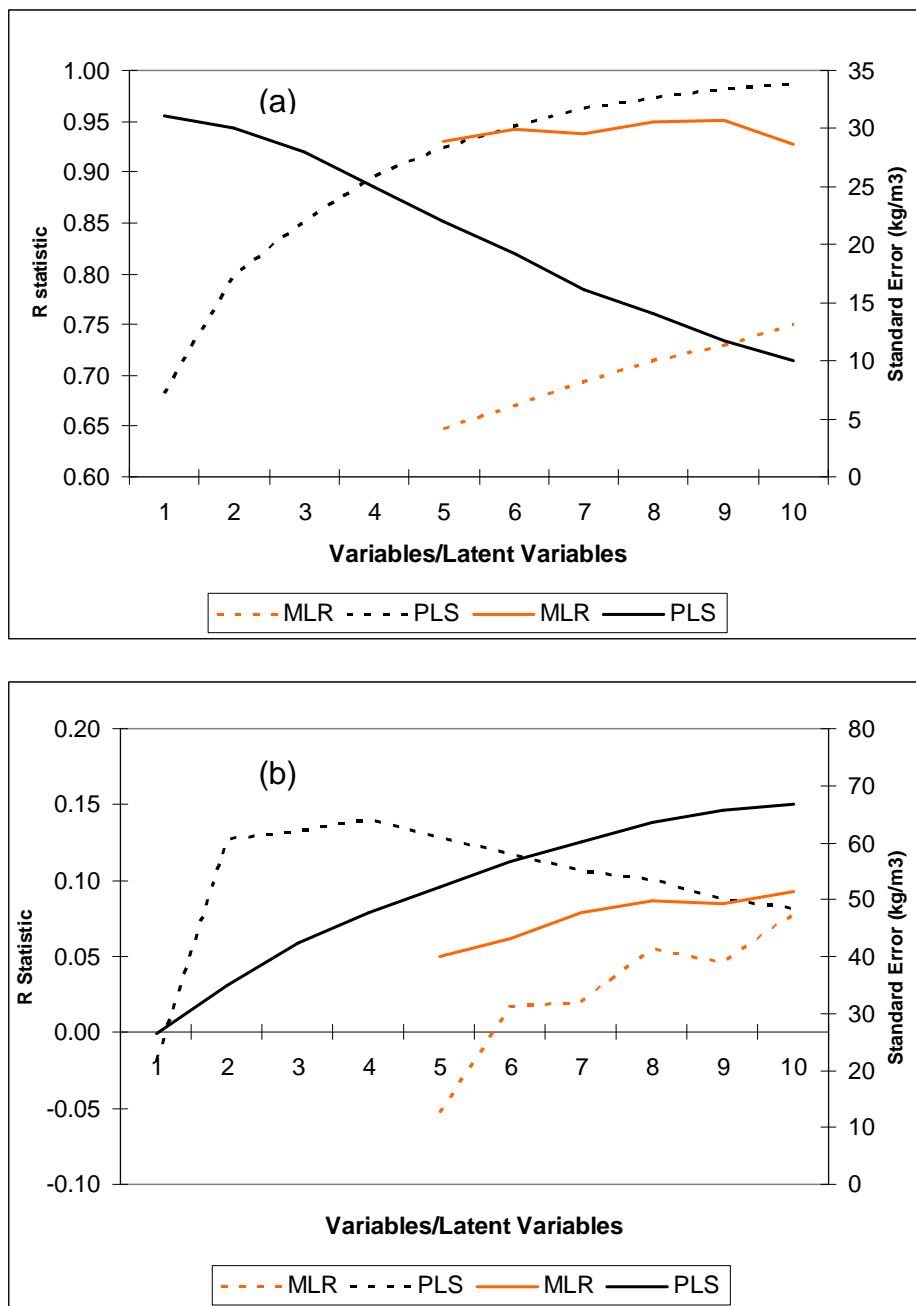 (a)
1.00
0.95
0.90
0.85
0.80
0.75
0.70
0.65
0.60
R statistic
35
30
25
20
15
10
5
0
Standard Error (kg/m3)
1 2 3 4 5 6 7 8 9 10
Variables/Latent Variables
MLR PLS MLR PLS
(b)
0.20
0.15
0.10
0.05
0.00
-0.05
-0.10
R Statistic
80
70
60
50
40
30
20
10
0
Standard Error (kg/m3)
1 2 3 4 5 6 7 8 9 10
Variables/Latent Variables
MLR PLS MLR PLS